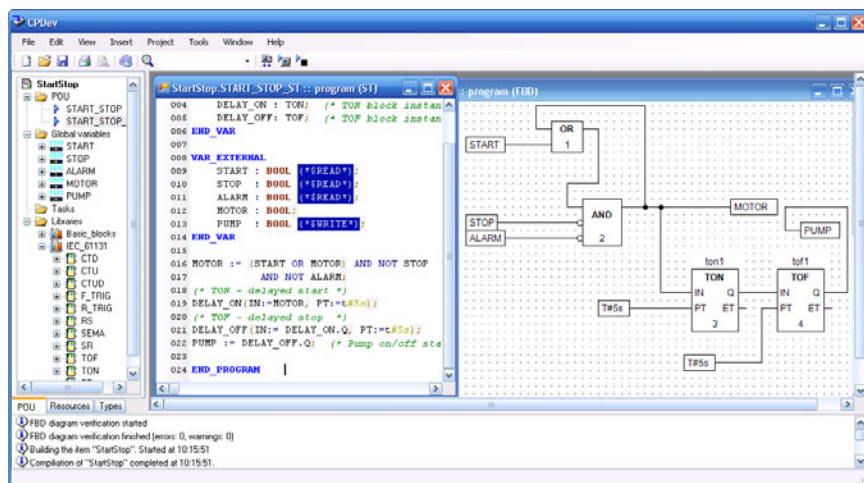 CPDev
File Edit View Insert Project Tools Window Help
StartStop
POU
START_STOP
START_STOP_
Global variables
START
STOP
ALARM
MOTOR
PUMP
Tasks
Libraries
Basic_blocks
IEC_61131
CTD
CTU
CTUD
F_TRIG
R_TRIG
RS
SEMA
SR
TOF
TON
POU Resources Types
StartStop.START_STOP_ST :: program (ST)
004 DELAY_ON : TON; (* TON block instan
005 DELAY_OFF: TOF; (* TOF block instan
006 END_VAR
007
008 VAR_EXTERNAL
009 START : BOOL (*$READ*);
010 STOP : BOOL (*$READ*);
011 ALARM : BOOL (*$READ*);
012 MOTOR : BOOL;
013 PUMP : BOOL (*$WRITE*);
014 END_VAR
015
016 MOTOR := (START OR MOTOR) AND NOT STOP
017 AND NOT ALARM;
018 (* TON - delayed start *)
019 DELAY_ON(IN:=MOTOR, PT:=t#5s);
020 (* TOF - delayed stop *)
021 DELAY_OFF(IN:= DELAY_ON.Q, PT:=t#5s);
022 PUMP := DELAY_OFF.Q; (* Pump on/off sta
023
024 END_PROGRAM
: program (FBD)
OR
1
START
AND
2
STOP
ALARM
MOTOR
PUMP
ton1
TON
IN Q
PT ET
3
tof1
TOF
IN Q
PT ET
4
T#5s
T#5s
FBD diagram verification started
FBD diagram verification finished (errors: 0, warnings: 0)
Building the item "StartStop". Started at 10:15:51
Compilation of "StartStop" completed at 10:15:51.